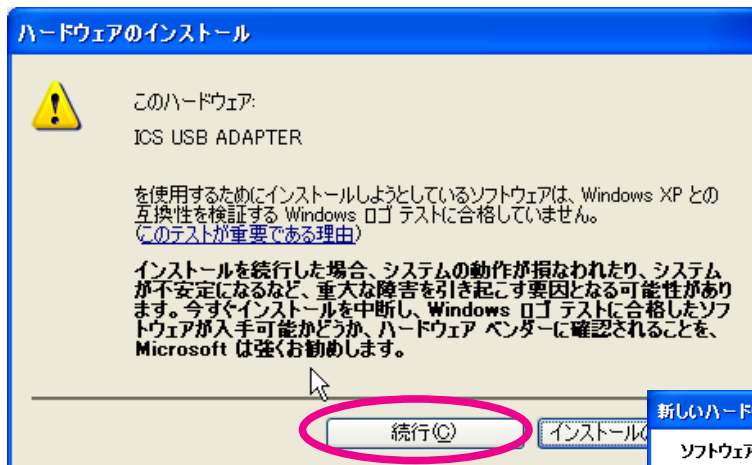 ハードウェアのインストール
このハードウェア:
ICS USB ADAPTER
を使用するためにインストールしようとしているソフトウェアは、Windows XP との
互換性を検証する Windows ロゴ テストに合格していません。
(このテストが重要である理由)
インストールを続行した場合、システムの動作が損なわれたり、システム
が不安定になるなど、重大な障害を引き起こす要因となる可能性があり
ます。今すぐインストールを中断し、Windows ロゴ テストに合格したソフ
トウェアが入手可能かどうか、ハードウェア ベンダーに確認されることを、
Microsoft は強くお勧めします。
続行(C)
インストールの
新しいハード
ソフトウェア